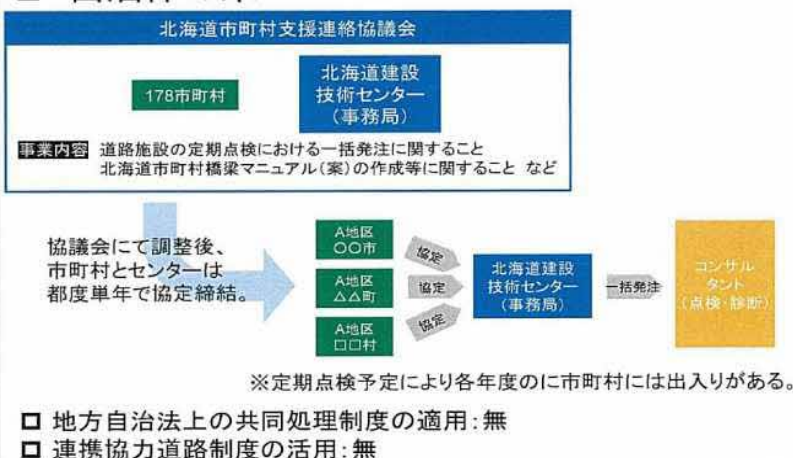 北海道市町村支援連絡協議会
178市町村
北海道建設
技術センター
(事務局)
事業内容 道路施設の定期点検における一括発注に関すること
北海道市町村橋梁マニュアル(案)の作成等に関すること など
協議会にて調整後、
市町村とセンターは
都度単年で協定締結。
A地区
〇〇市
協定
A地区
△△町
協定
A地区
□□村
協定
北海道建設
技術センター
(事務局)
一括発注
コンサル
タント
(点検・診断)
※定期点検予定により各年度のに市町村には出入りがある。
□ 地方自治法上の共同処理制度の適用:無
□ 連携協力道路制度の活用:無